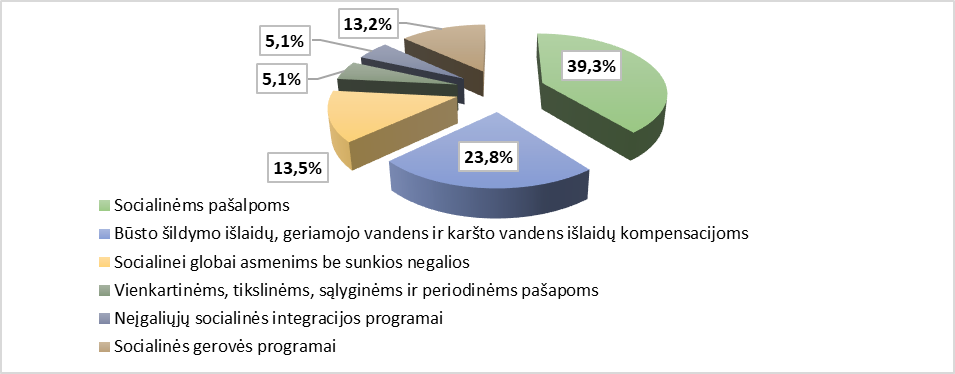 13,2%
5,1%
39,3%
5,1%
23,8%
13,5%
Socialinėms pašalpoms
Būsto šildymo išlaidų, geriamojo vandens ir karšto vandens išlaidų kompensacijoms
Socialinei globai asmenims be sunkios negalios
Vienkartinėms, tikslinėms, sąlyginėms ir periodinėms pašapoms
Neįgaliųjų socialinės integracijos programai
Socialinės gerovės programai